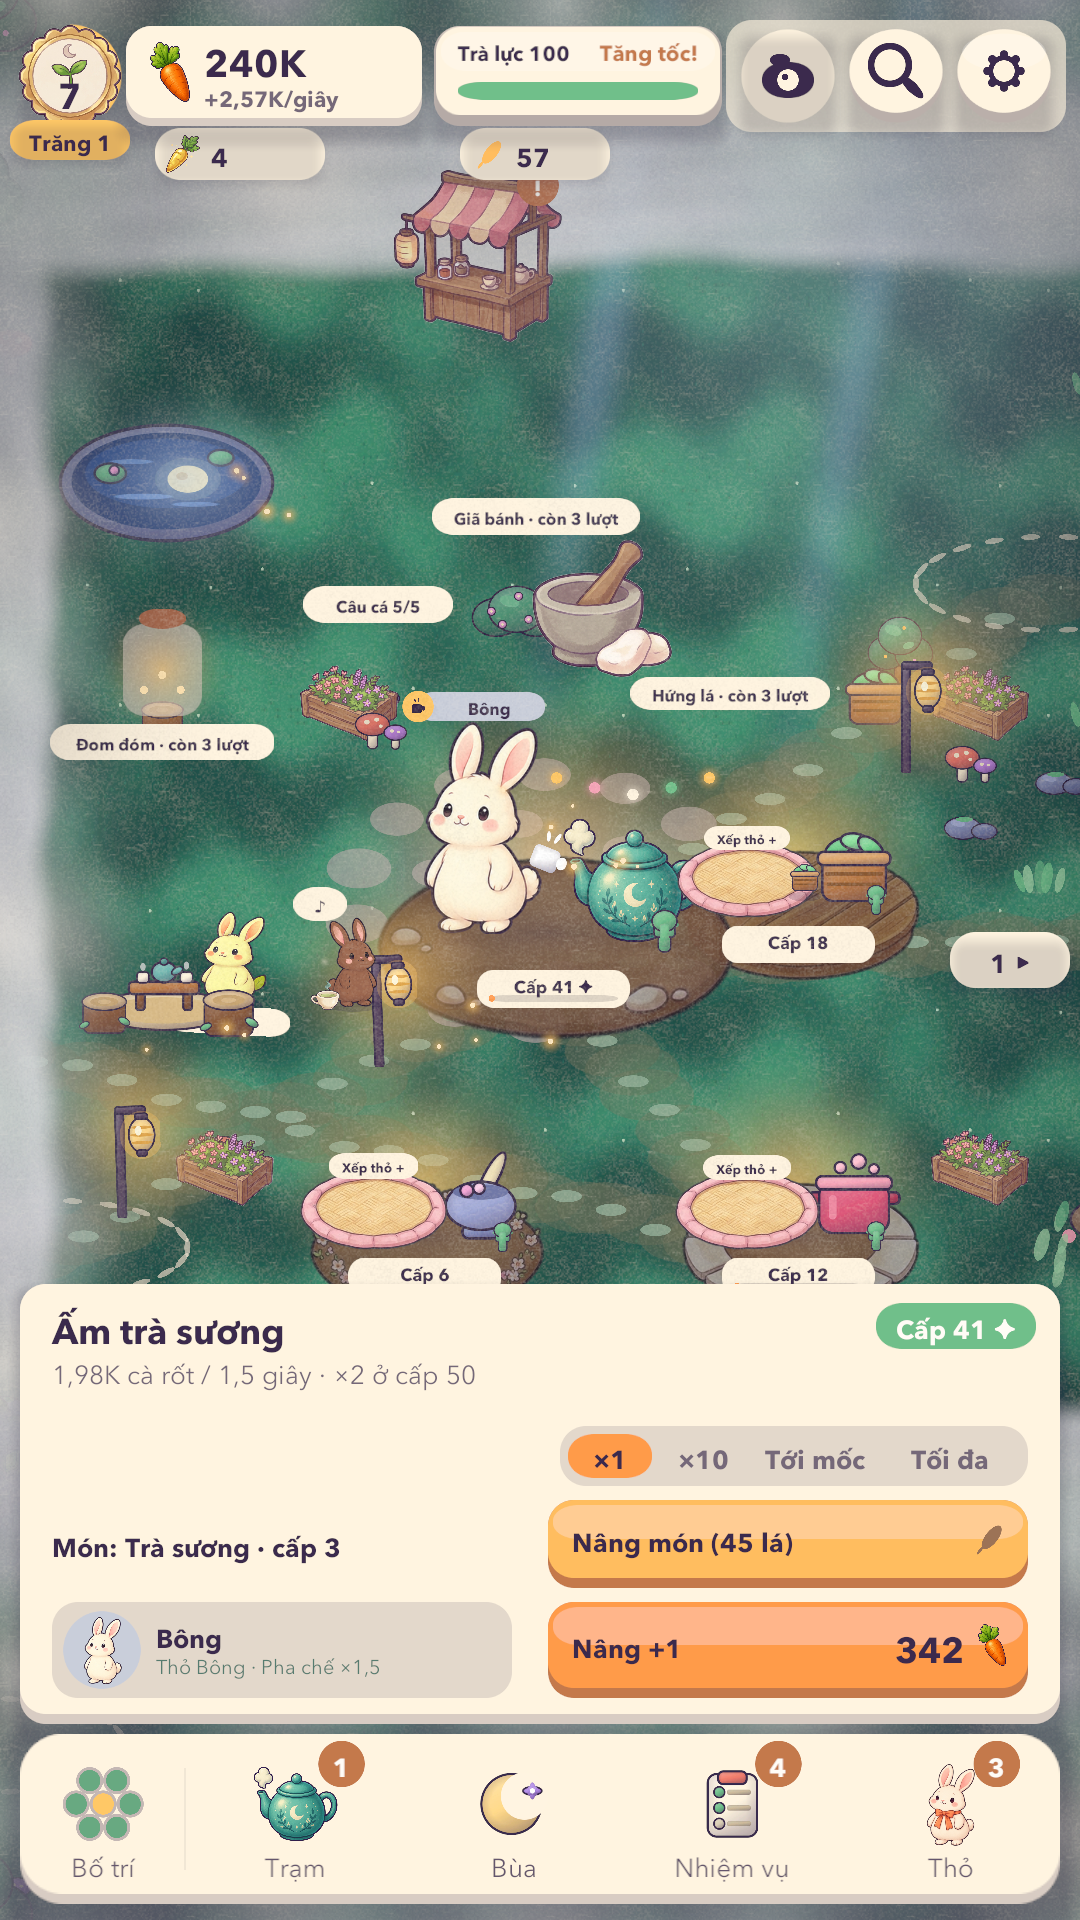 7
Trăng 1
240K
+2,57K/giây
Trà lực 100
Tăng tốc!
4
57
!
Giã bánh · còn 3 lượt
Câu cá 5/5
Hứng lá · còn 3 lượt
Bông
Đom đóm · còn 3 lượt
Xếp thỏ +
♪
Cấp 18
1 ▸
Cấp 41 ✦
Xếp thỏ +
Xếp thỏ +
Cấp 6
Cấp 12
Ấm trà sương
Cấp 41 ✦
1,98K cà rốt / 1,5 giây · ×2 ở cấp 50
×1
×10
Tới mốc
Tối đa
Món: Trà sương · cấp 3
Nâng món (45 lá)
Bông
Thỏ Bông · Pha chế ×1,5
Nâng +1
342
1
4
3
Bố trí
Trạm
Bùa
Nhiệm vụ
Thỏ